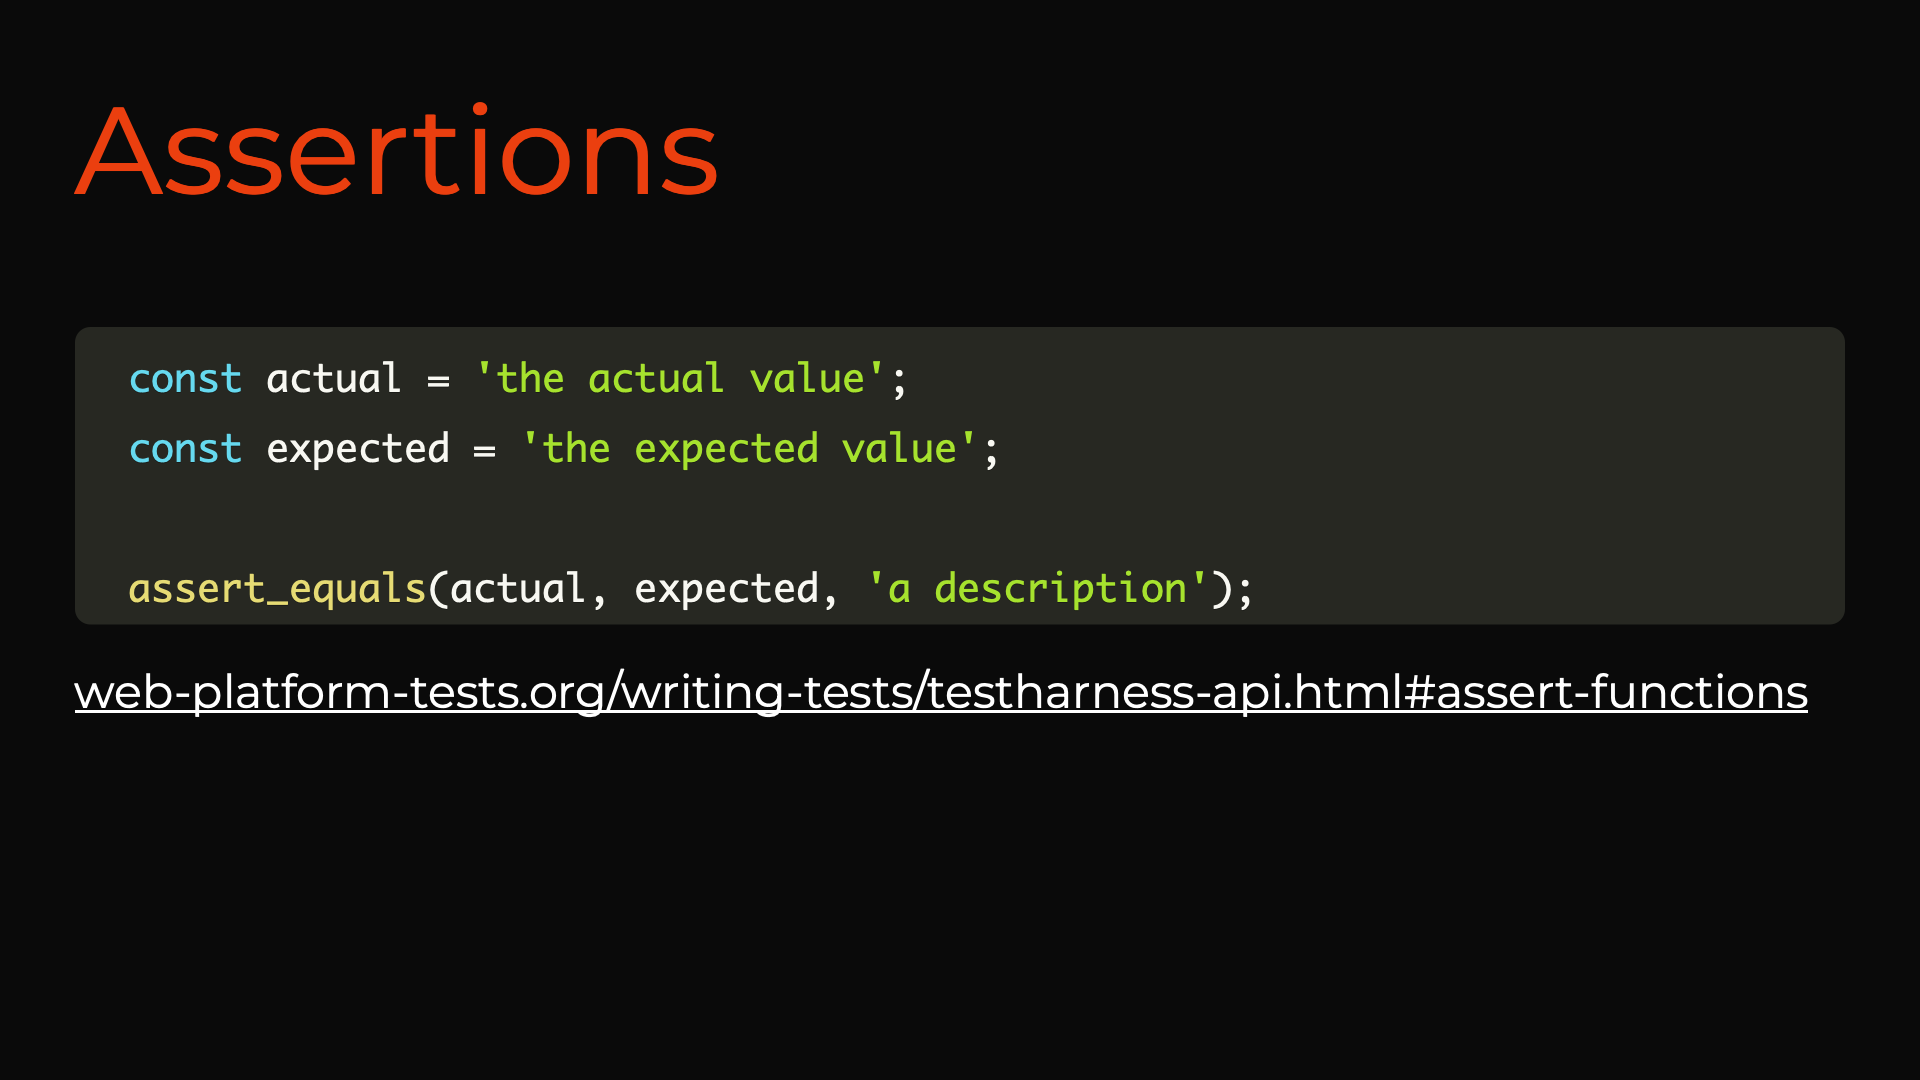 Assertions
const actual = 'the actual value';
const expected = 'the expected value';
assert_equals(actual, expected, 'a description');
web-platform-tests.org/writing-tests/testharness-api.html#assert-functions